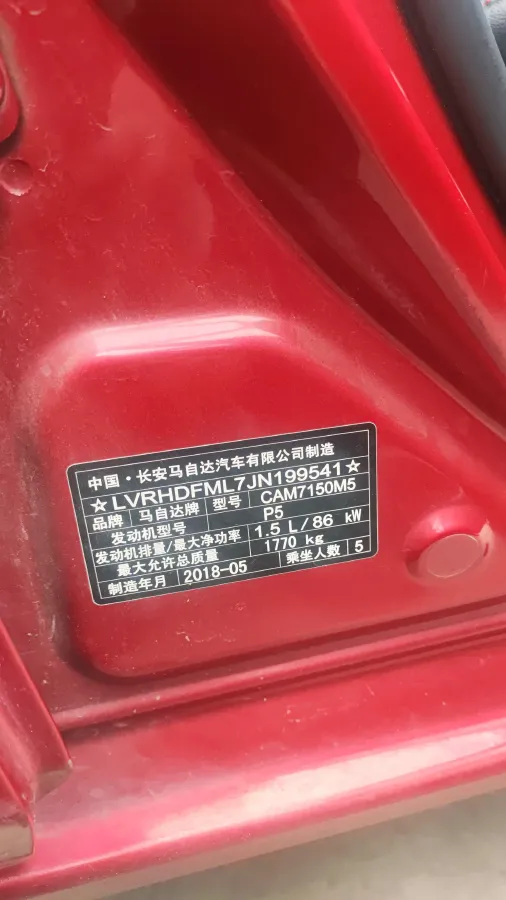 中国·长安马自达汽车有限公司制造
☆LVRHDFML7JN199541☆
品牌 马自达牌 型号 CAM7150M5
发动机型号 P5
发动机排量/最大净功率 1.5 L/86 kW
最大允许总质量 1770 kg
制造年月 2018-05 乘坐人数 5